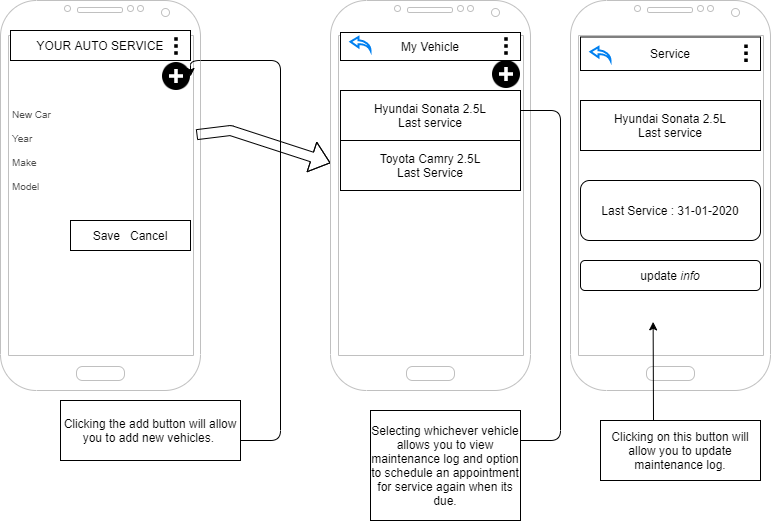 YOUR AUTO SERVICE
New Car
Year
Make
Model
Save Cancel
Clicking the add button will allow
you to add new vehicles.
My Vehicle
Hyundai Sonata 2.5L
Last service
Toyota Camry 2.5L
Last Service
Selecting whichever vehicle
allows you to view
maintenance log and option
to schedule an appointment
for service again when its
due.
Service
Hyundai Sonata 2.5L
Last service
Last Service : 31-01-2020
update info
Clicking on this button will
allow you to update
maintenance log.